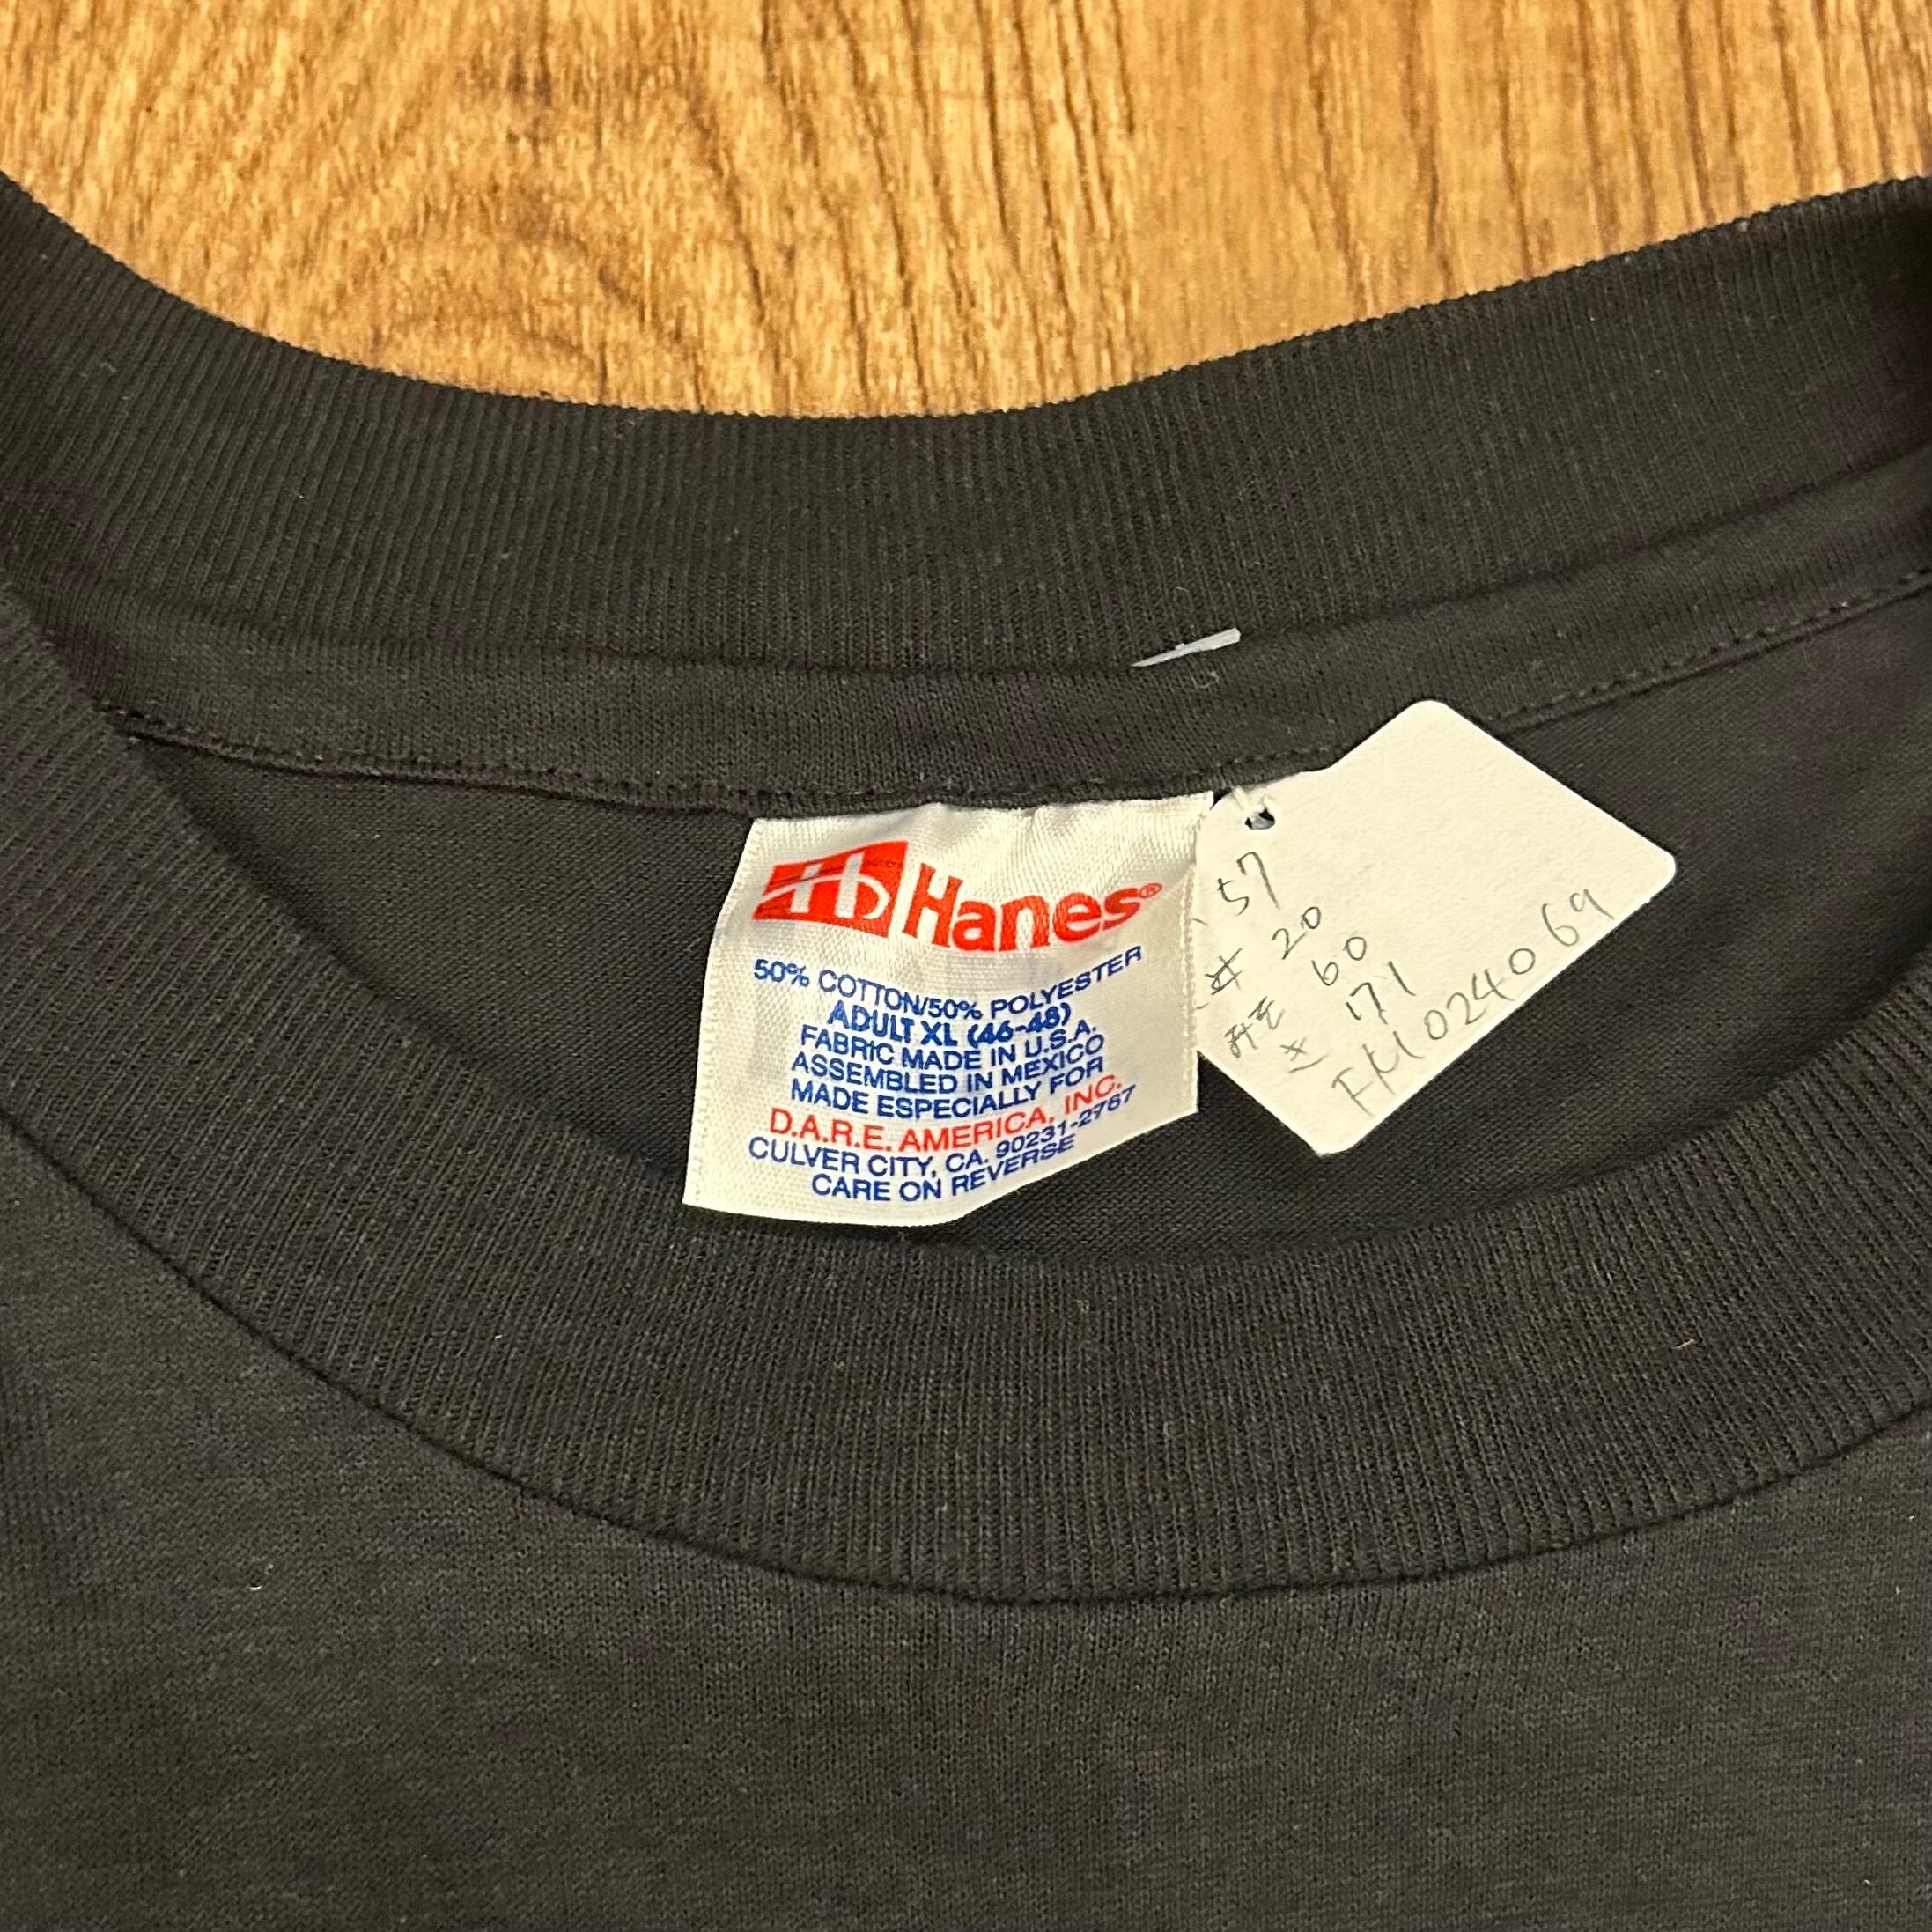 Hanes®
50% COTTON/50% POLYESTER
ADULT XL (46-48)
FABRIC MADE IN U.S.A.
ASSEMBLED IN MEXICO
MADE ESPECIALLY FOR
D.A.R.E. AMERICA, INC.
CULVER CITY, CA. 90231-2767
CARE ON REVERSE
57
20
60
171
FM024069